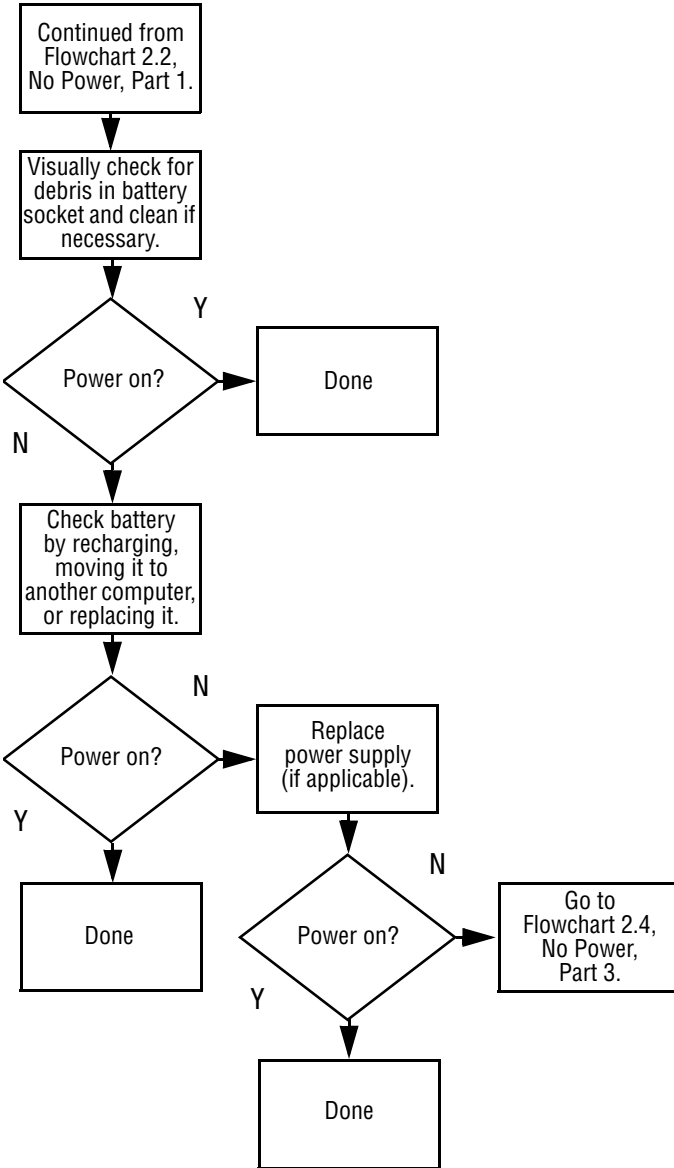 Continued from
Flowchart 2.2,
No Power, Part 1.
Visually check for
debris in battery
socket and clean if
necessary.
Y
Power on?
Done
N
Check battery
by recharging,
moving it to
another computer,
or replacing it.
N
Power on?
Replace
power supply
(if applicable).
Y
N
Done
Power on?
Go to
Flowchart 2.4,
No Power,
Part 3.
Y
Done